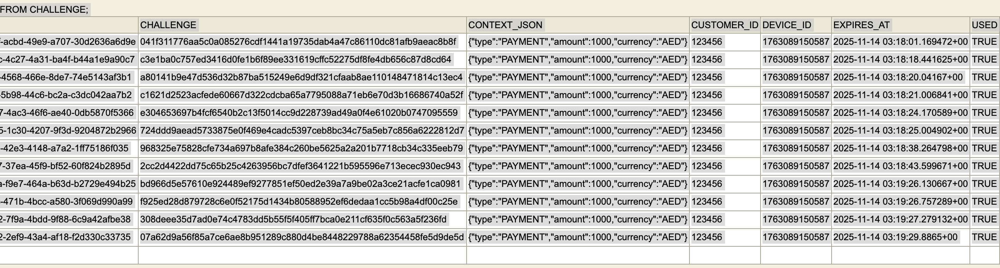 FROM CHALLENGE;
CHALLENGE CONTEXT_JSON CUSTOMER_ID DEVICE_ID EXPIRES_AT USED
-acbd-49e9-a707-30d2636a6d9e 041f311776aa5c0a085276cdf1441a19735dab4a47c86110dc81afb9aeac8b8f {"type":"PAYMENT","amount":1000,"currency":"AED"} 123456 1763089150587 2025-11-14 03:18:01.169472+00 TRUE
c-4c27-4a31-ba4f-b44a1e9a90c7 c3e1ba0c757ed3416d0fe1b6f89ee331619cffc52275df8fe4db656c87d8cd64 {"type":"PAYMENT","amount":1000,"currency":"AED"} 123456 1763089150587 2025-11-14 03:18:18.441625+00 TRUE
-4568-466e-8de7-74e5143af3b1 a80141b9e47d536d32b87ba515249e6d9df321cfaab8ae110148471814c13ec4 {"type":"PAYMENT","amount":1000,"currency":"AED"} 123456 1763089150587 2025-11-14 03:18:20.04167+00 TRUE
-5b98-44c6-bc2a-c3dc042aa7b2 c1621d2523acfede60667d322cdcba65a7795088a71eb6e70d3b16686740a52f {"type":"PAYMENT","amount":1000,"currency":"AED"} 123456 1763089150587 2025-11-14 03:18:21.006841+00 TRUE
7-4ac3-46f6-ae40-0db5870f5366 e304653697b4fcf6540b2c13f5014cc9d228739ad49a0f4e61020b0747095559 {"type":"PAYMENT","amount":1000,"currency":"AED"} 123456 1763089150587 2025-11-14 03:18:24.170589+00 TRUE
5-1c30-4207-9f3d-9204872b2966 724ddd9aead5733875e0f469e4cadc5397ceb8bc34c75a5eb7c856a6222812d7 {"type":"PAYMENT","amount":1000,"currency":"AED"} 123456 1763089150587 2025-11-14 03:18:25.004902+00 TRUE
-42e3-4148-a7a2-1ff75186f035 968325e75828cfe734a697b8afe384c260be5625a2a201b7718cb34c335eeb79 {"type":"PAYMENT","amount":1000,"currency":"AED"} 123456 1763089150587 2025-11-14 03:18:38.264798+00 TRUE
7-37ea-45f9-bf52-60f824b2895d 2cc2d4422dd75c65b25c4263956bc7dfef3641221b595596e713ecec930ec943 {"type":"PAYMENT","amount":1000,"currency":"AED"} 123456 1763089150587 2025-11-14 03:18:43.599671+00 TRUE
a-f9e7-464a-b63d-b2729e494b25 bd966d5e57610e924489ef9277851ef50ed2e39a7a9be02a3ce21acfe1ca0981 {"type":"PAYMENT","amount":1000,"currency":"AED"} 123456 1763089150587 2025-11-14 03:19:26.130667+00 TRUE
-471b-4bcc-a580-3f069d990a99 f925ed28d879728c6e0f52175d1434b80588952ef6dedaa1cc5b98a4df00c25e {"type":"PAYMENT","amount":1000,"currency":"AED"} 123456 1763089150587 2025-11-14 03:19:26.757289+00 TRUE
2-7f9a-4bdd-9f88-6c9a42afbe38 308deee35d7ad0e74c4783dd5b55f5f405ff7bca0e211cf635f0c563a5f236fd {"type":"PAYMENT","amount":1000,"currency":"AED"} 123456 1763089150587 2025-11-14 03:19:27.279132+00 TRUE
2-2ef9-43a4-af18-f2d330c33735 07a62d9a56f85a7ce6ae8b951289c880d4be8448229788a62354458fe5d9de5d {"type":"PAYMENT","amount":1000,"currency":"AED"} 123456 1763089150587 2025-11-14 03:19:29.8865+00 TRUE